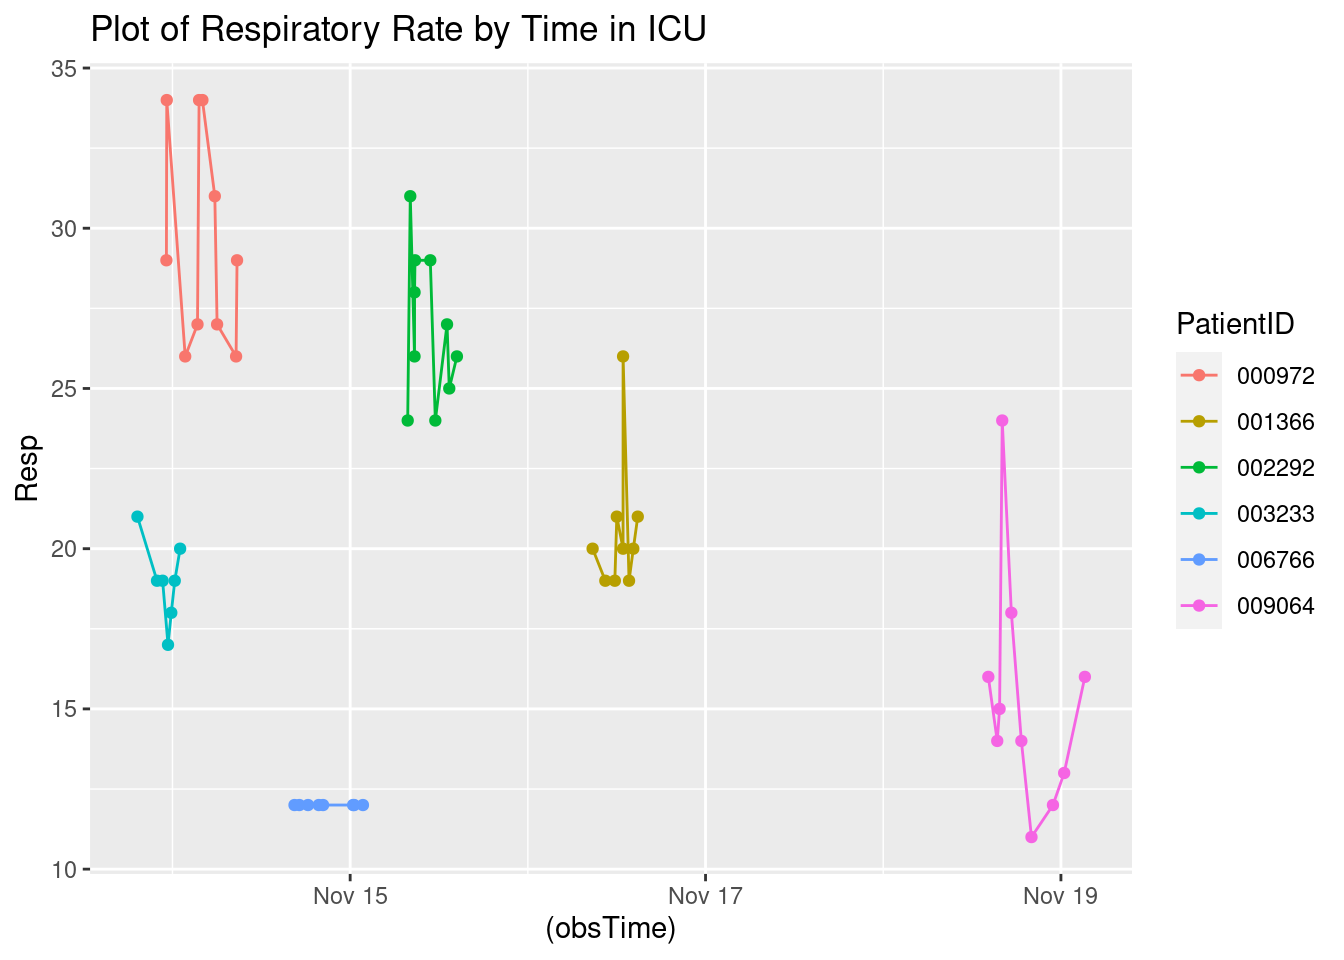 Plot of Respiratory Rate by Time in ICU
35
30
25
20
15
10
Resp
Nov 15
Nov 17
Nov 19
(obsTime)
PatientID
000972
001366
002292
003233
006766
009064